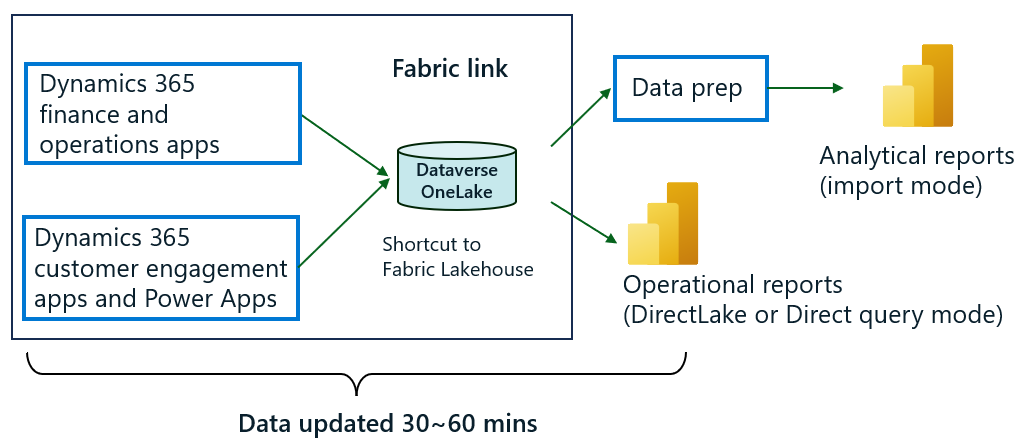 Fabric link
Dynamics 365
finance and
operations apps
Dynamics 365
customer engagement
apps and Power Apps
Dataverse
OneLake
Shortcut to
Fabric Lakehouse
Data prep
Analytical reports
(import mode)
Operational reports
(DirectLake or Direct query mode)
Data updated 30~60 mins